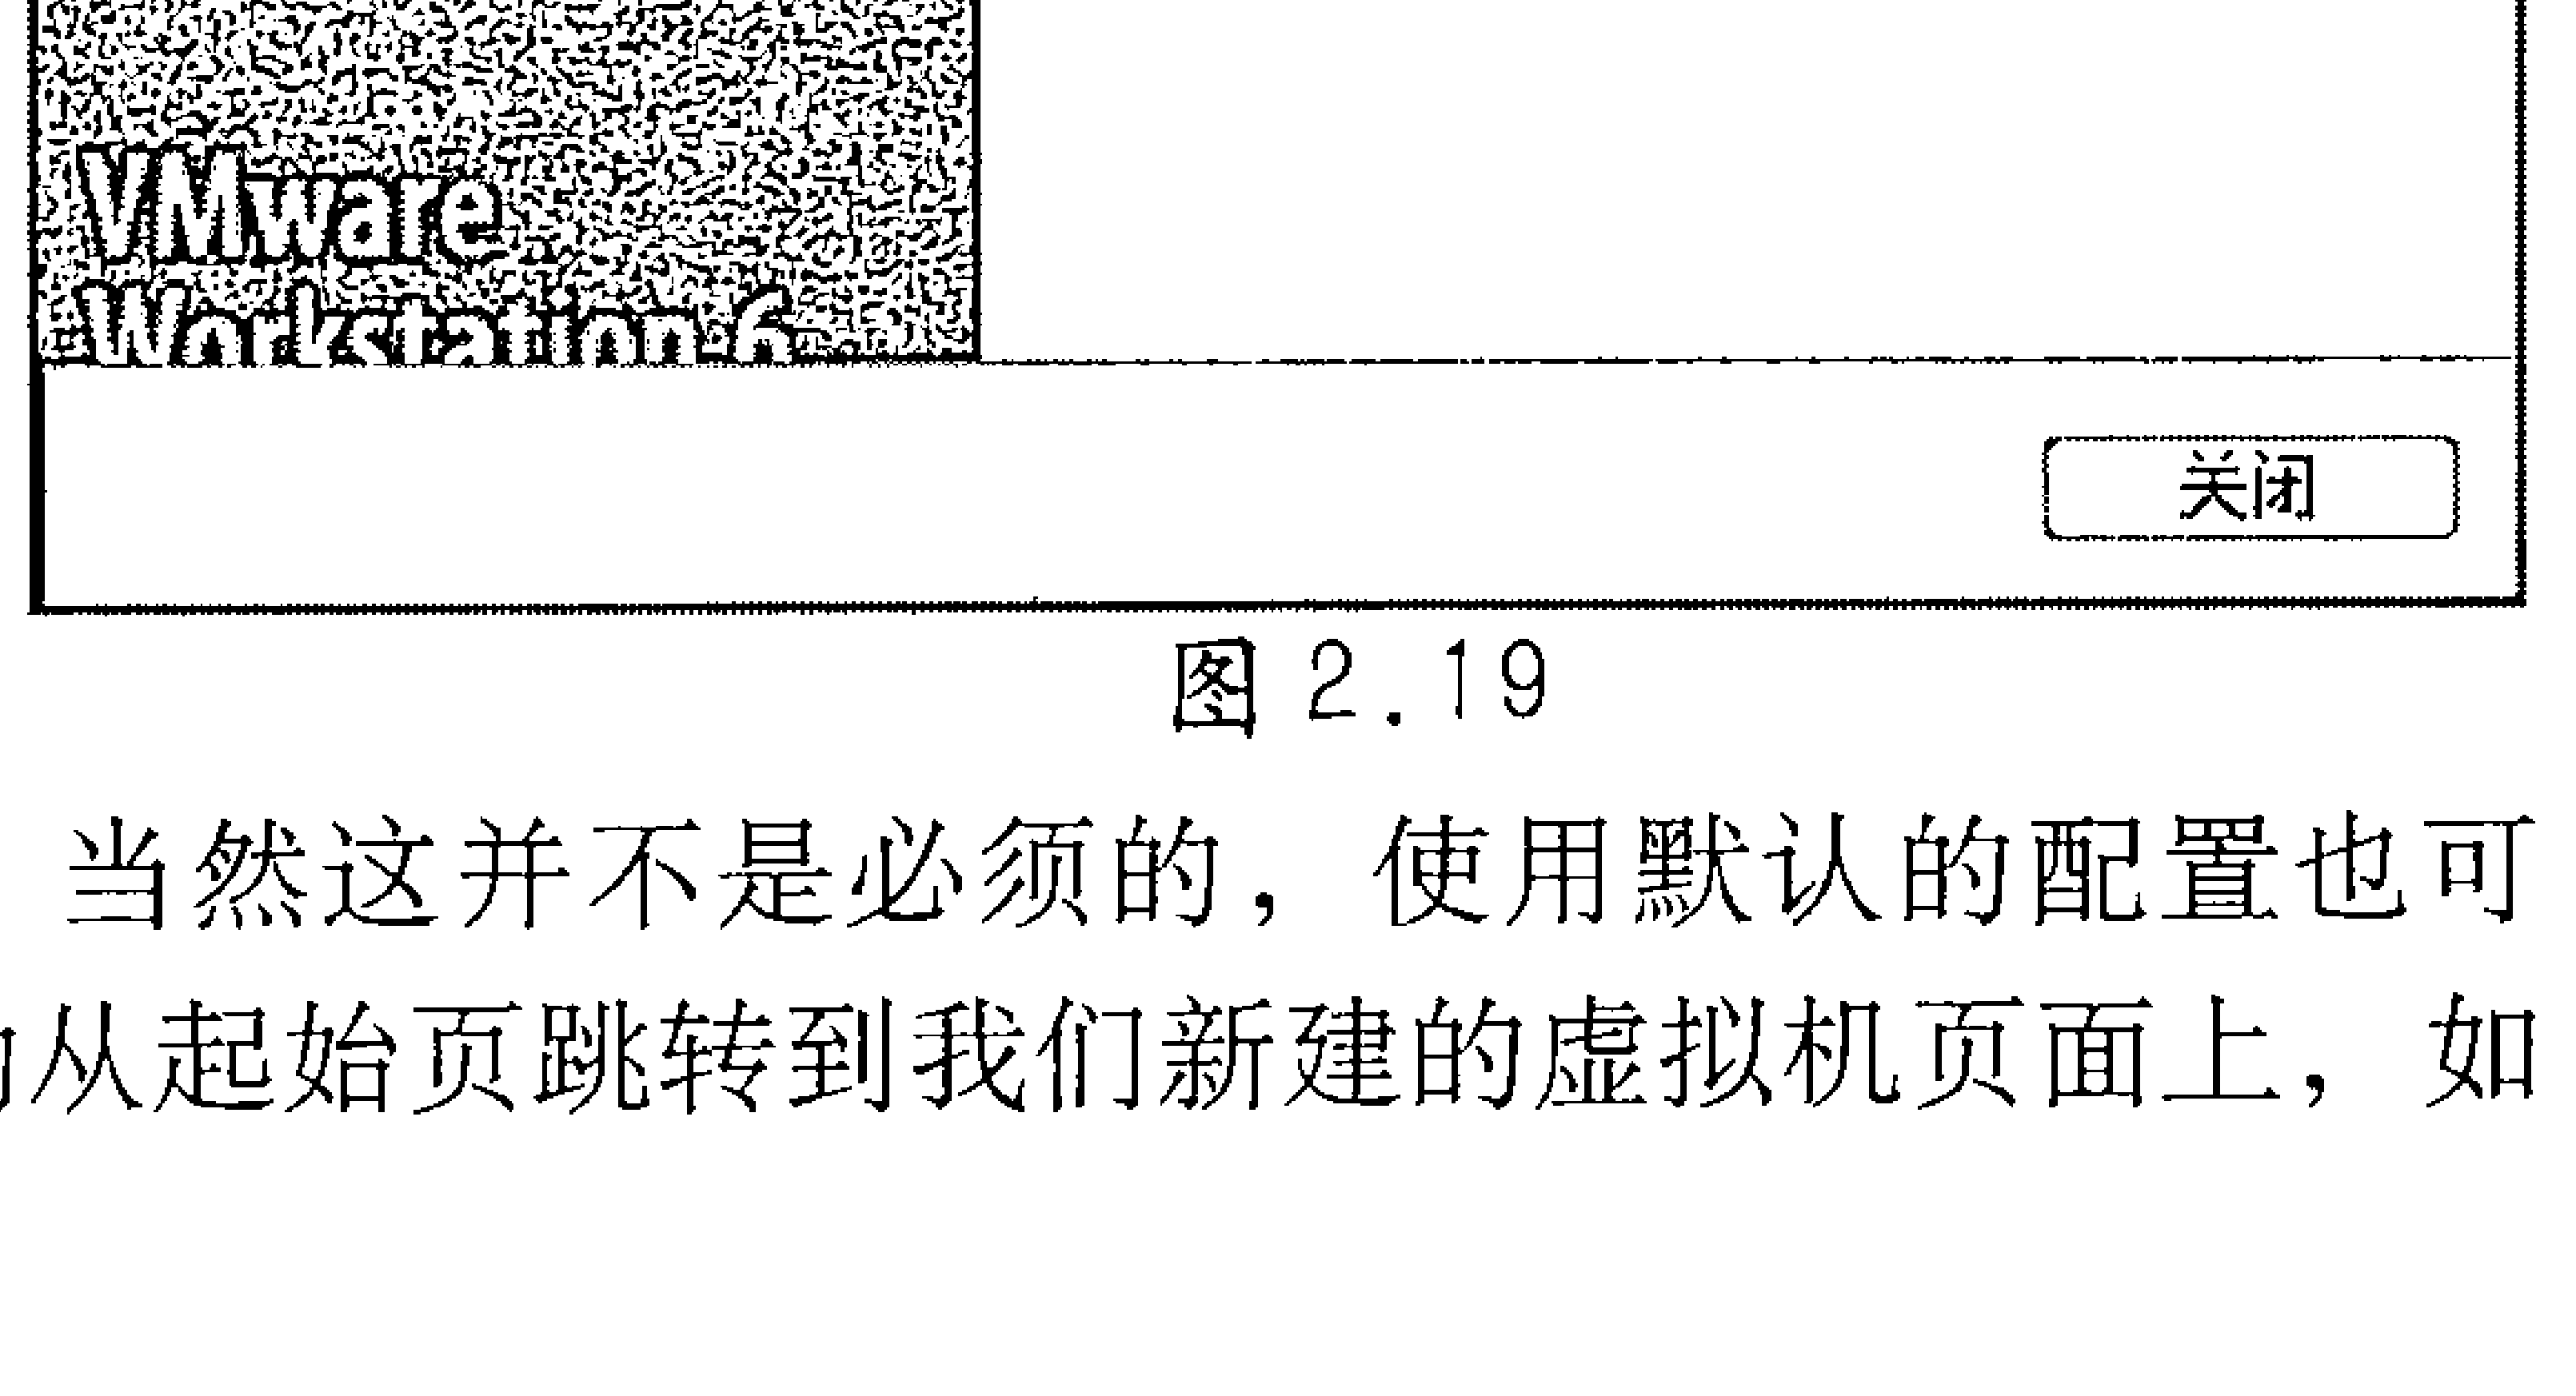 VMware
Workstation 6
关闭
图 2.19
当然这并不是必须的，使用默认的配置也可
从起始页跳转到我们新建的虚拟机页面上，如